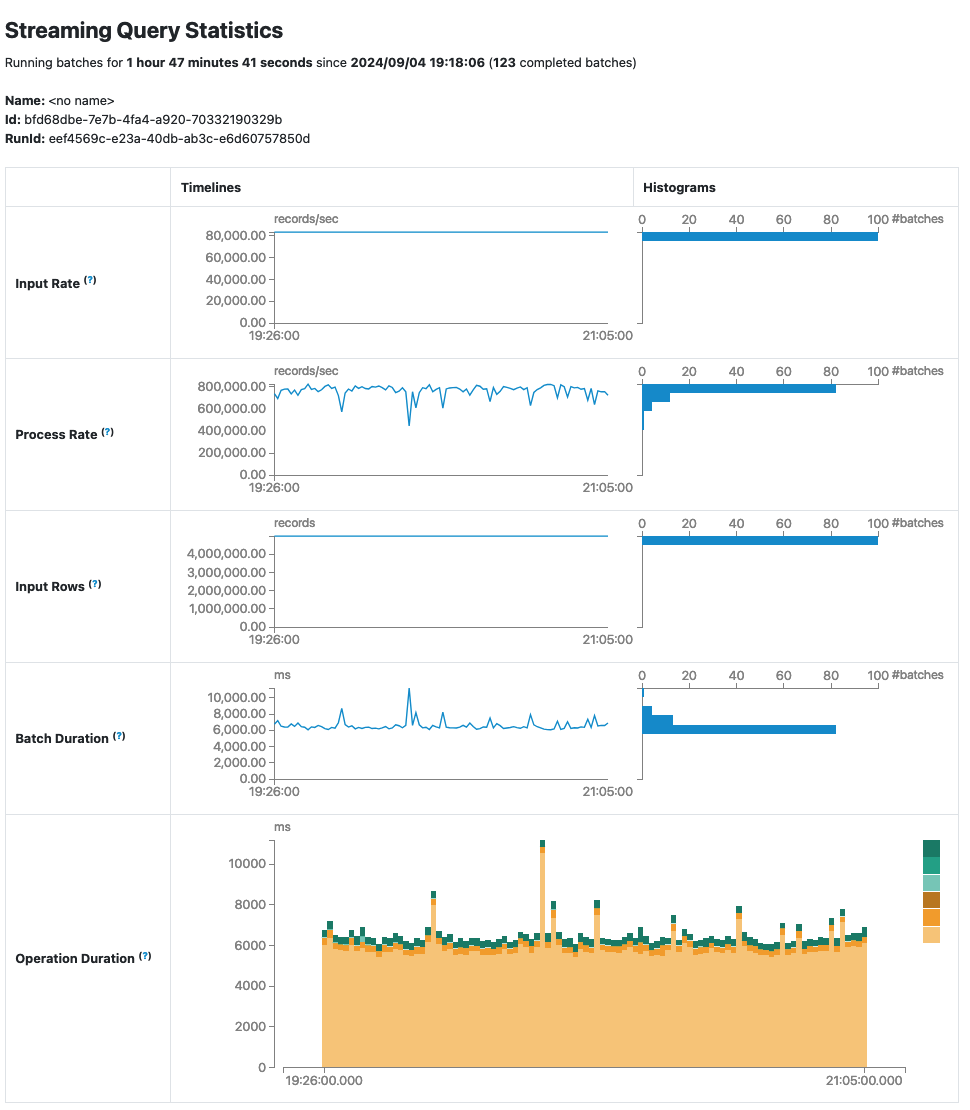 Streaming Query Statistics
Running batches for 1 hour 47 minutes 41 seconds since 2024/09/04 19:18:06 (123 completed batches)
Name: <no name>
Id: bfd68dbe-7e7b-4fa4-a920-70332190329b
RunId: eef4569c-e23a-40db-ab3c-e6d60757850d
Timelines Histograms
Input Rate (?)
records/sec
80,000.00
60,000.00
40,000.00
20,000.00
0.00
19:26:00 21:05:00
0 20 40 60 80 100 #batches
Process Rate (?)
records/sec
800,000.00
600,000.00
400,000.00
200,000.00
0.00
19:26:00 21:05:00
0 20 40 60 80 100 #batches
Input Rows (?)
records
4,000,000.00
3,000,000.00
2,000,000.00
1,000,000.00
0.00
19:26:00 21:05:00
0 20 40 60 80 100 #batches
Batch Duration (?)
ms
10,000.00
8,000.00
6,000.00
4,000.00
2,000.00
0.00
19:26:00 21:05:00
0 20 40 60 80 100 #batches
Operation Duration (?)
ms
10000
8000
6000
4000
2000
0
19:26:00.000 21:05:00.000